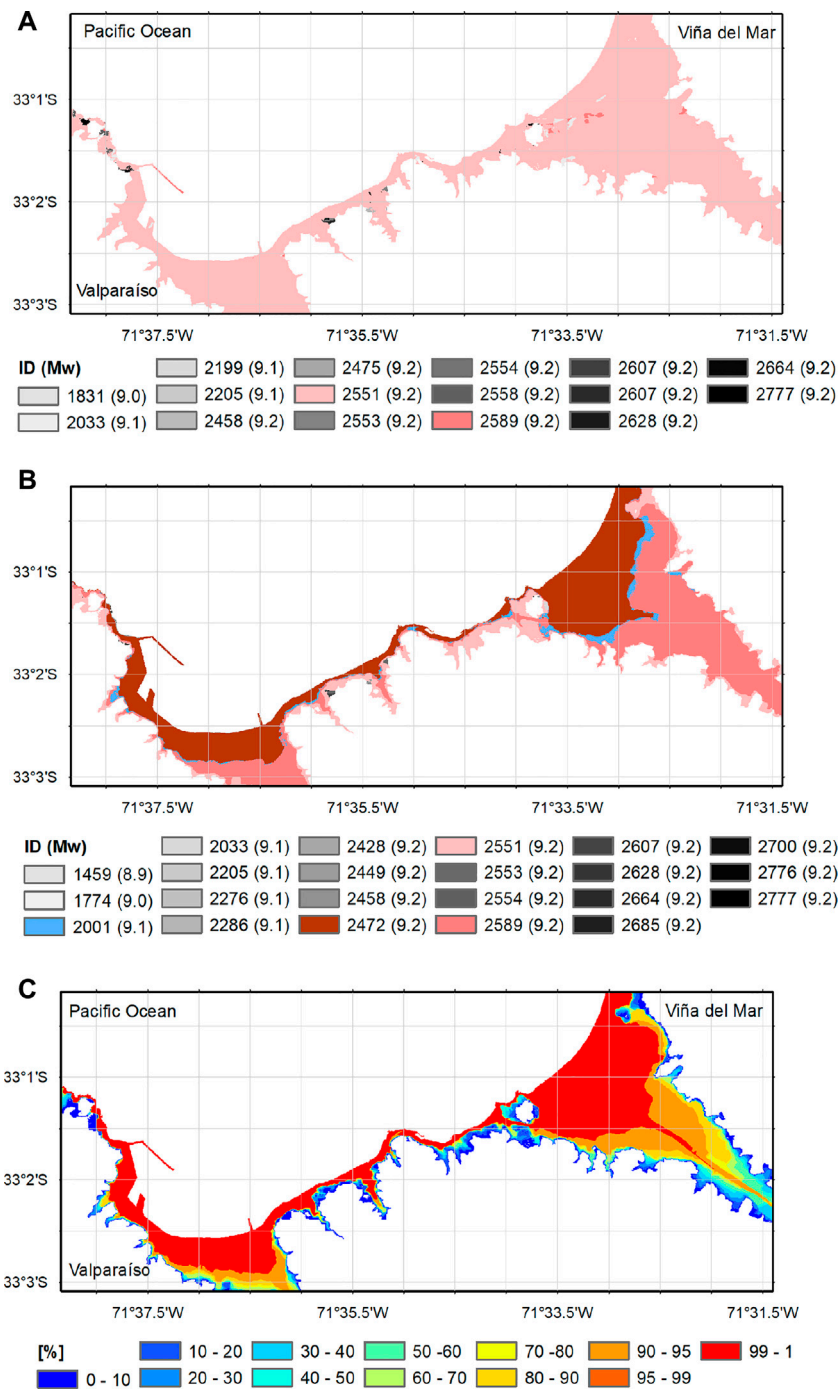 A
Pacific Ocean Viña del Mar
33°1'S
33°2'S
33°3'S
Valparaíso
71°37.5'W 71°35.5'W 71°33.5'W 71°31.5'W
ID (Mw) 2199 (9.1) 2475 (9.2) 2554 (9.2) 2607 (9.2) 2664 (9.2)
1831 (9.0) 2205 (9.1) 2551 (9.2) 2558 (9.2) 2607 (9.2) 2777 (9.2)
2033 (9.1) 2458 (9.2) 2553 (9.2) 2589 (9.2) 2628 (9.2)
B
33°1'S
33°2'S
33°3'S
71°37.5'W 71°35.5'W 71°33.5'W 71°31.5'W
ID (Mw) 2033 (9.1) 2428 (9.2) 2551 (9.2) 2607 (9.2) 2700 (9.2)
1459 (8.9) 2205 (9.1) 2449 (9.2) 2553 (9.2) 2628 (9.2) 2776 (9.2)
1774 (9.0) 2276 (9.1) 2458 (9.2) 2554 (9.2) 2664 (9.2) 2777 (9.2)
2001 (9.1) 2286 (9.1) 2472 (9.2) 2589 (9.2) 2685 (9.2)
C
Pacific Ocean Viña del Mar
33°1'S
33°2'S
33°3'S
Valparaíso
71°37.5'W 71°35.5'W 71°33.5'W 71°31.5'W
[%] 10 - 20 30 - 40 50 -60 70 -80 90 - 95 99 - 1
0 - 10 20 - 30 40 - 50 60 - 70 80 - 90 95 - 99